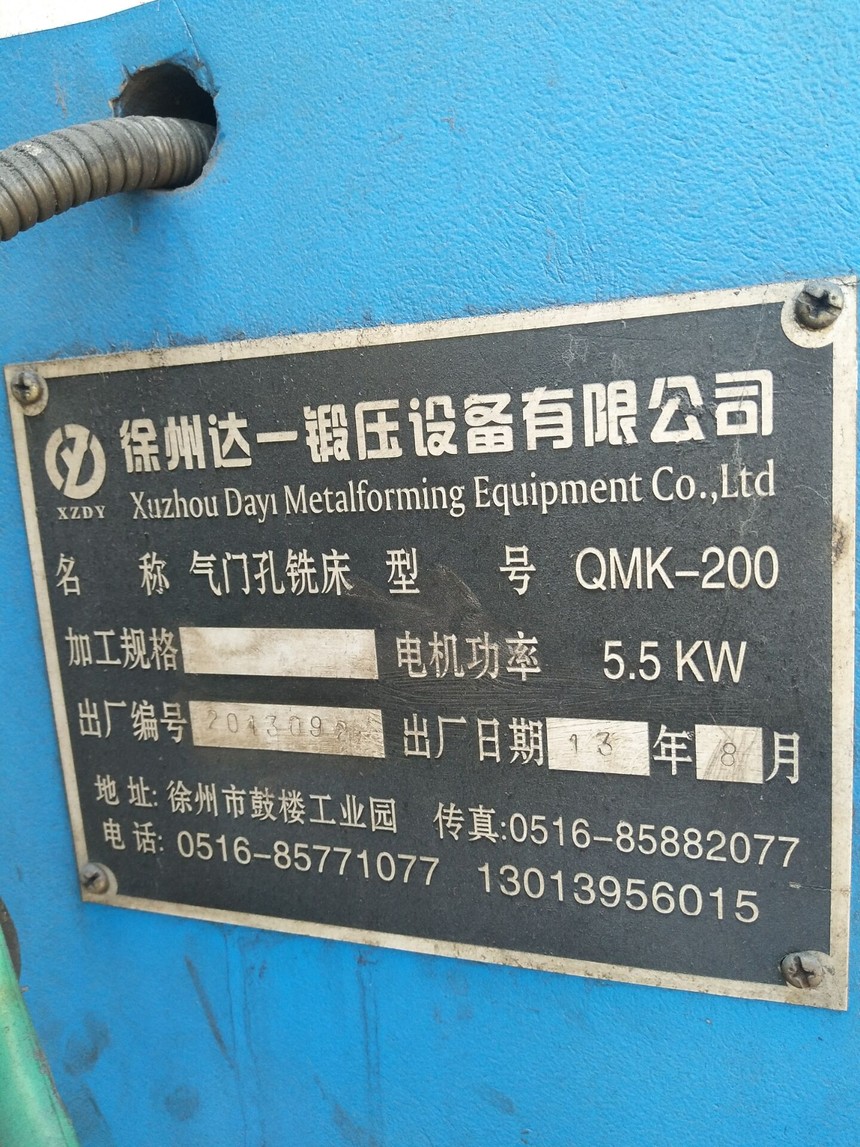 徐州达一锻压设备有限公司
XZDY Xuzhou Dayi Metalforming Equipment Co.,Ltd
名 称 气门孔铣床 型 号 QMK-200
加工规格 电机功率 5.5 KW
出厂编号 出厂日期 13 年 8 月
地 址: 徐州市鼓楼工业园 传真:0516-85882077
电 话: 0516-85771077 13013956015